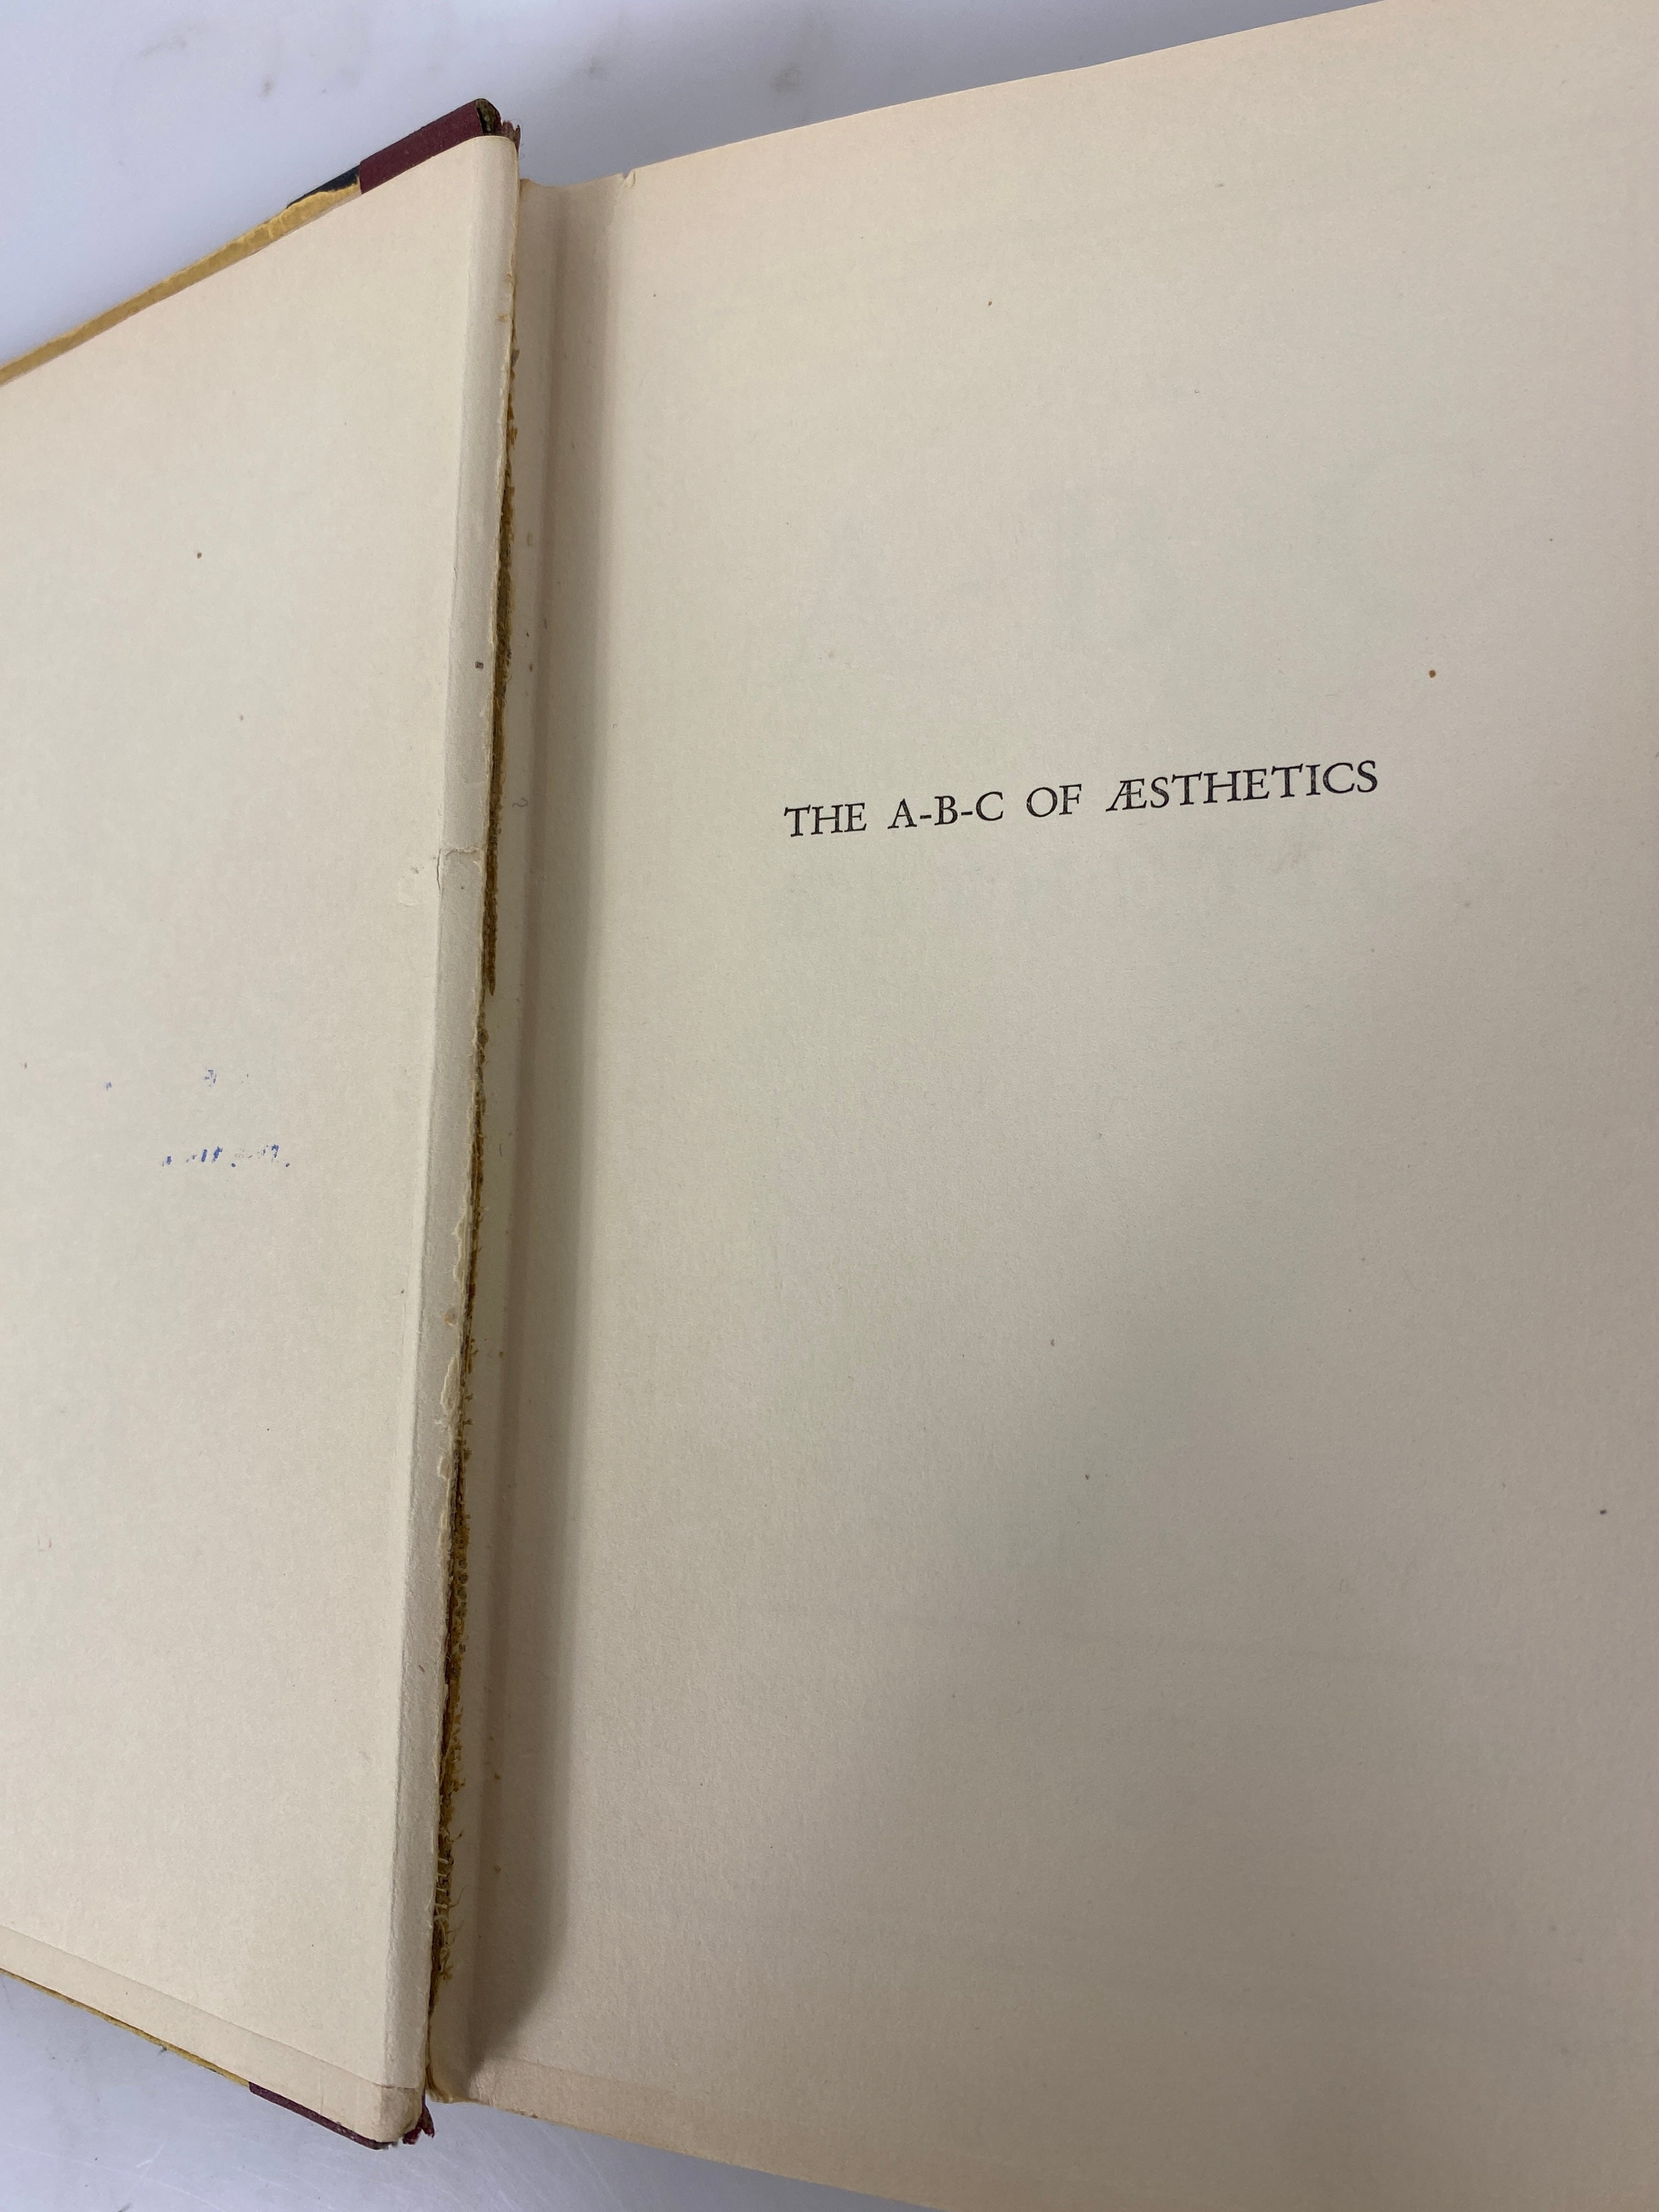 THE A-B-C OF ÆSTHETICS